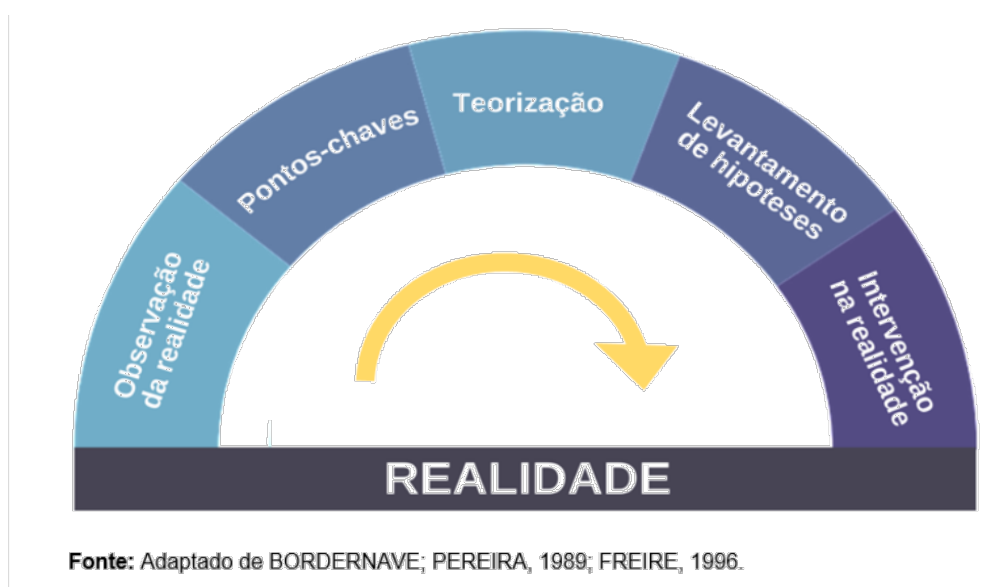 Observação
da realidade
Pontos-chaves
Teorização
Levantamento
de hipoteses
Intervenção
na realidade
REALIDADE
Fonte: Adaptado de BORDERNAVE; PEREIRA, 1989; FREIRE, 1996.